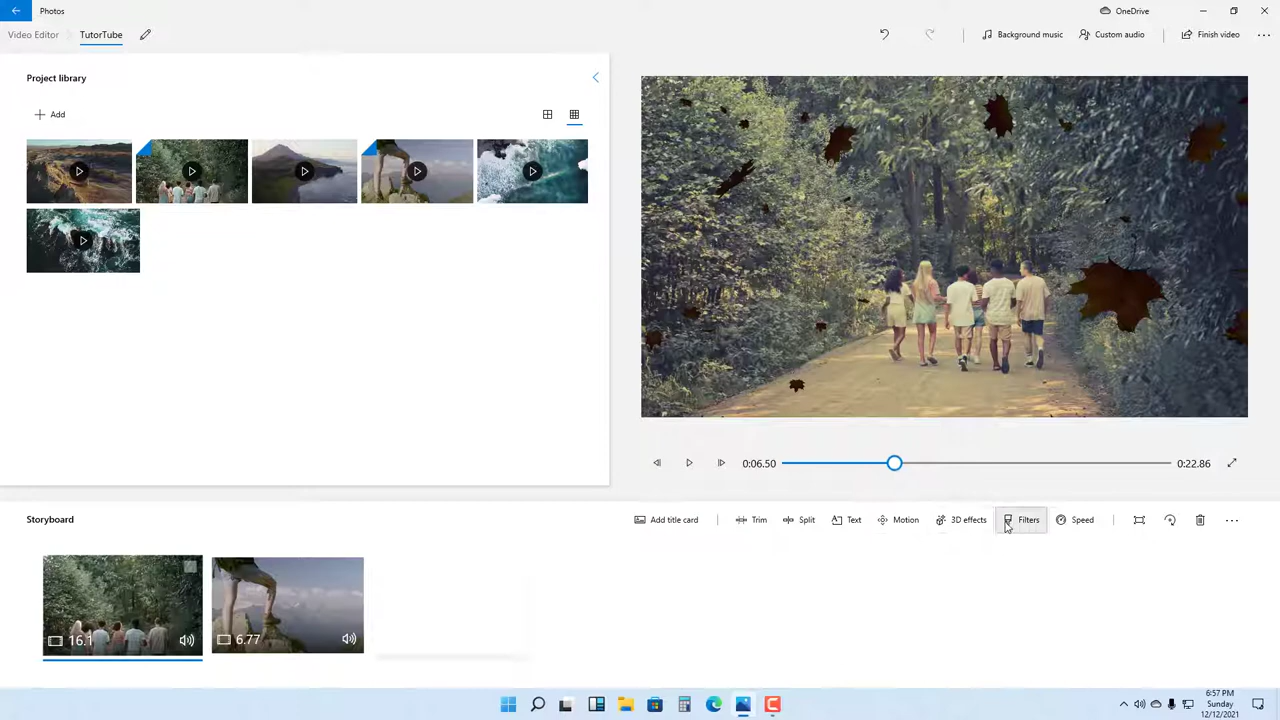 Photos
OneDrive
Video Editor
TutorTube
Background music
Custom audio
Finish video
Project library
Add
0:06.50
0:22.86
Storyboard
Add title card
Trim
Split
Text
Motion
3D effects
Filters
Speed
16.1
6.77
6:57 PM
Sunday
12/12/2021